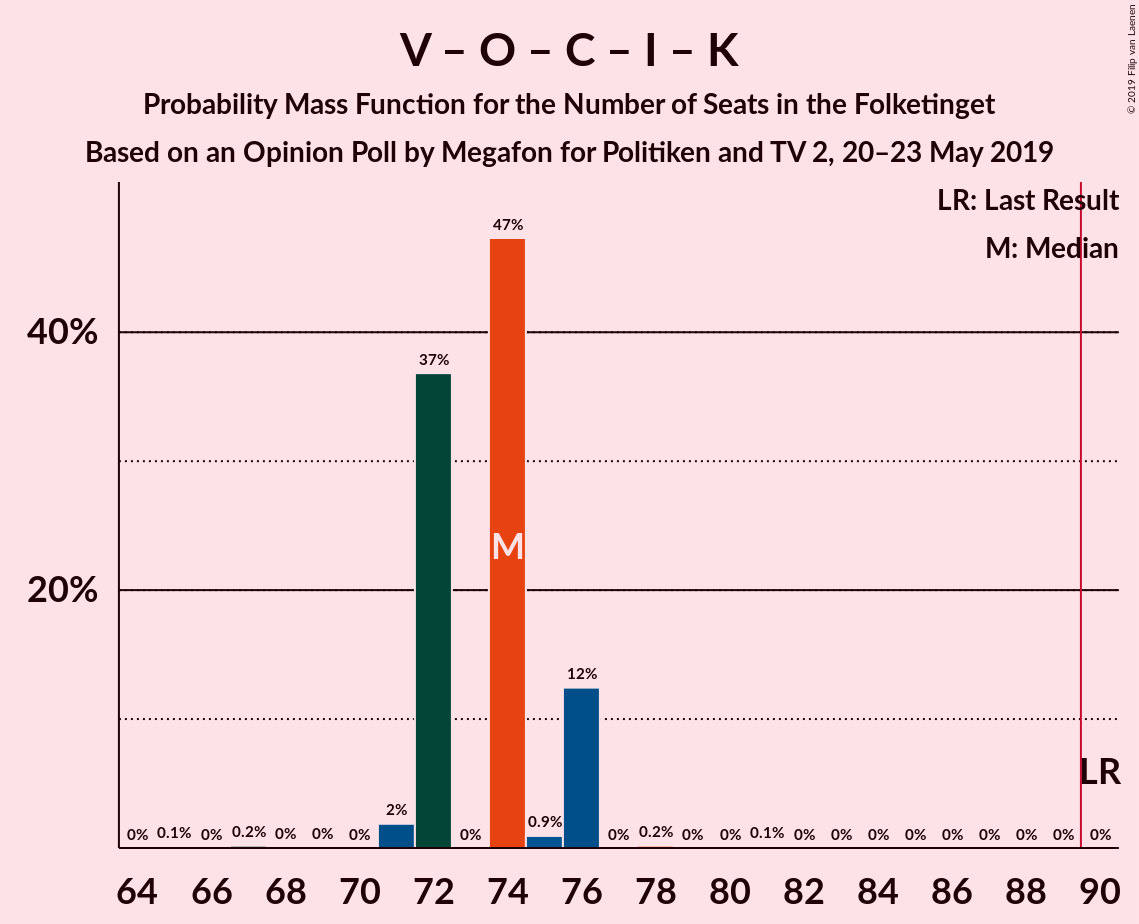 V – O – C – I – K
Probability Mass Function for the Number of Seats in the Folketinget
Based on an Opinion Poll by Megafon for Politiken and TV 2, 20–23 May 2019
© 2019 Filip van Laenen
LR: Last Result
M: Median
47%
40%
37%
M
20%
12%
LR
0% 0.1% 0% 0.2% 0% 0% 0% 2% 0% 0.9% 0% 0.2% 0% 0% 0.1% 0% 0% 0% 0% 0% 0% 0% 0% 0%
64 66 68 70 72 74 76 78 80 82 84 86 88 90